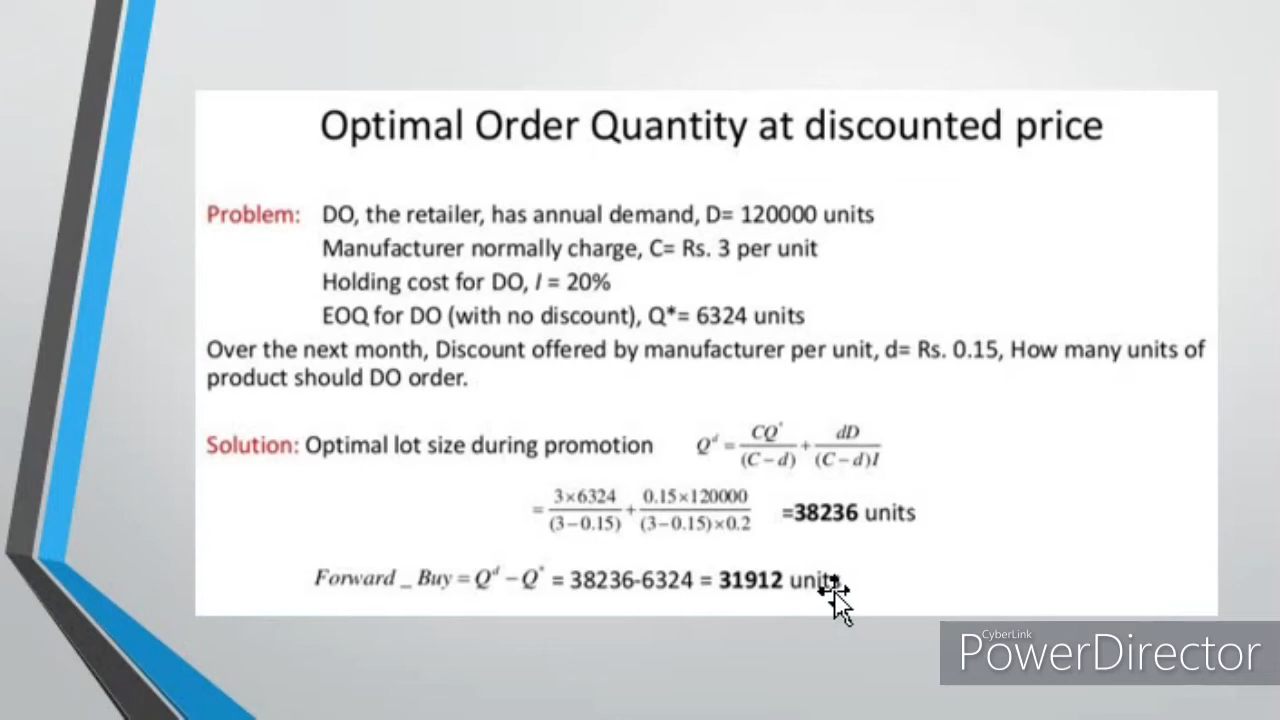 Optimal Order Quantity at discounted price
Problem: DO, the retailer, has annual demand, D= 120000 units
Manufacturer normally charge, C= Rs. 3 per unit
Holding cost for DO, I = 20%
EOQ for DO (with no discount), Q*= 6324 units
Over the next month, Discount offered by manufacturer per unit, d= Rs. 0.15, How many units of
product should DO order.
Solution: Optimal lot size during promotion Q^d = CQ*/(C-d) + dD/(C-d)I
= 3×6324/(3-0.15) + 0.15×120000/(3-0.15)×0.2 =38236 units
Forward_Buy = Q^d - Q* = 38236-6324 = 31912 units
CyberLink
PowerDirector